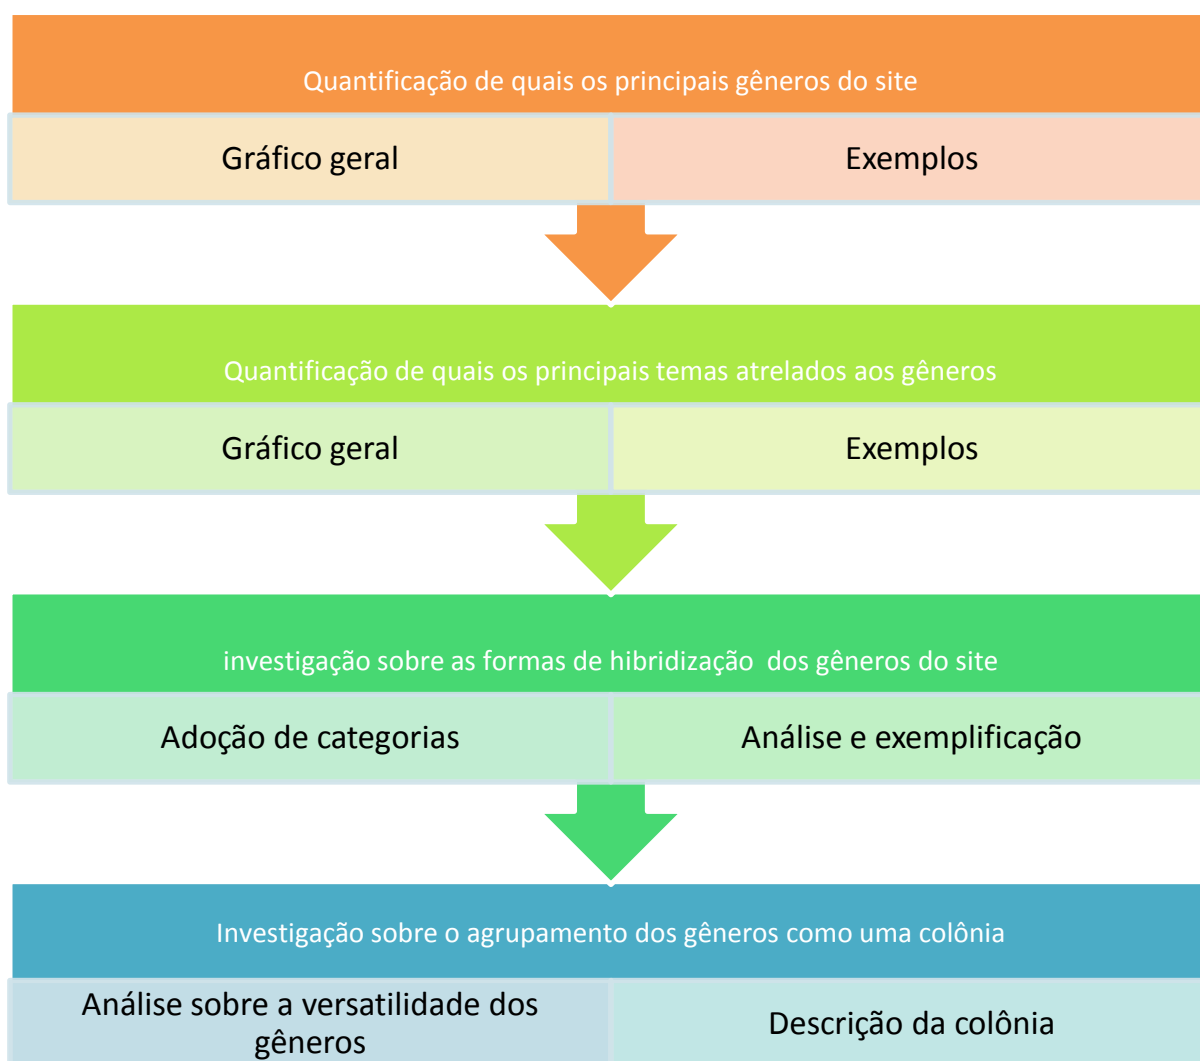 Quantificação de quais os principais gêneros do site
Gráfico geral
Exemplos
Quantificação de quais os principais temas atrelados aos gêneros
Gráfico geral
Exemplos
investigação sobre as formas de hibridização  dos gêneros do site
Adoção de categorias
Análise e exemplificação
Investigação sobre o agrupamento dos gêneros como uma colônia
Análise sobre a versatilidade dos
gêneros
Descrição da colônia